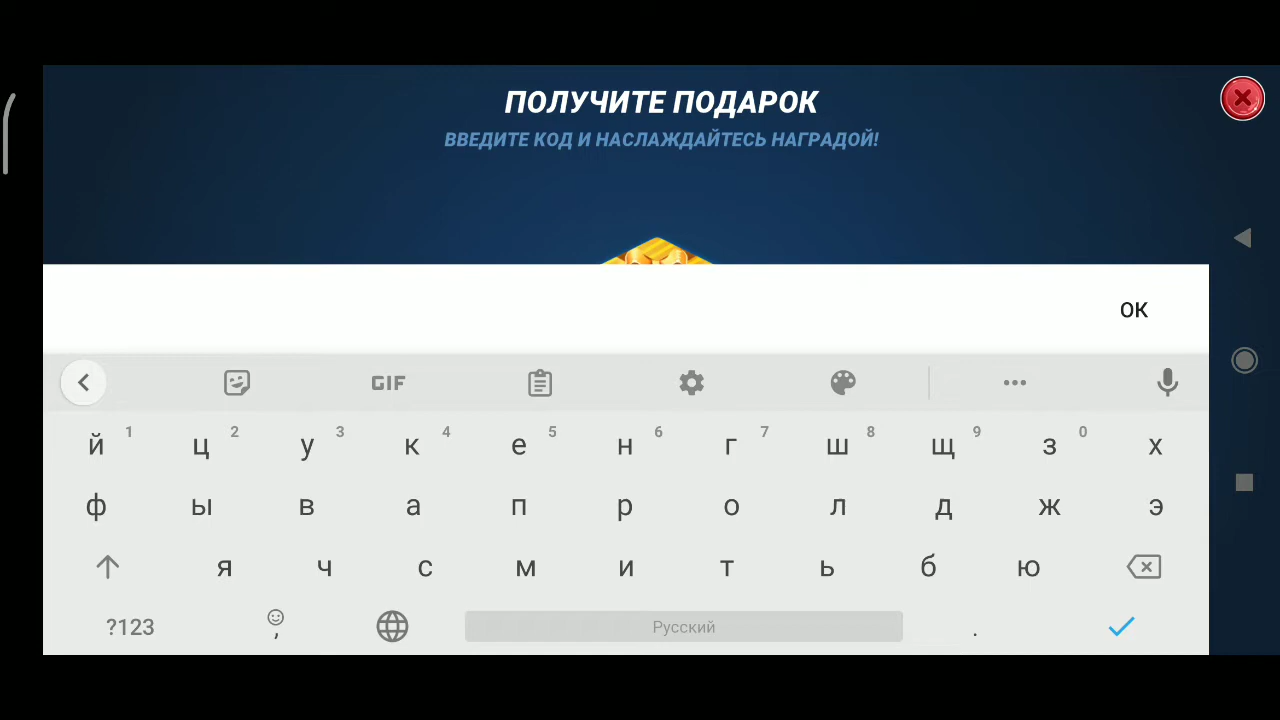 ПОЛУЧИТЕ ПОДАРОК
ВВЕДИТЕ КОД И НАСЛАЖДАЙТЕСЬ НАГРАДОЙ!
ОК
GIF
й 1 ц 2 у 3 к 4 е 5 н 6 г 7 ш 8 щ 9 з 0 х
ф ы в а п р о л д ж э
я ч с м и т ь б ю
?123 , Русский .